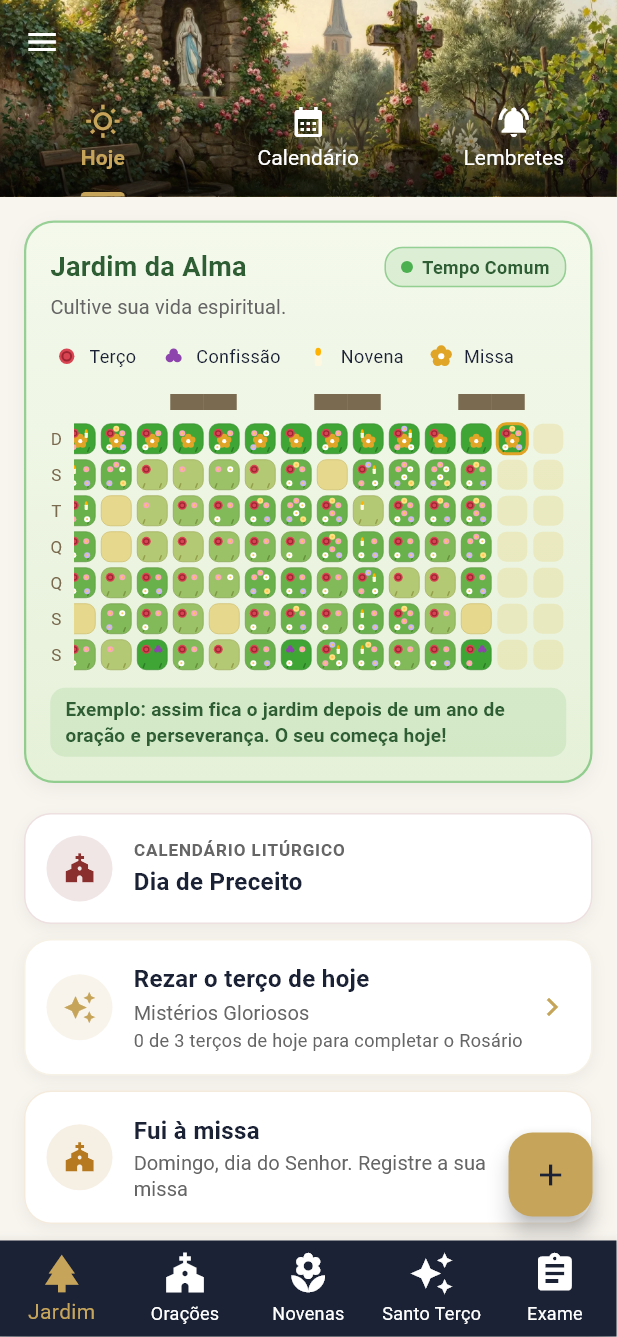 Hoje
Calendário
Lembretes
Jardim da Alma
Tempo Comum
Cultive sua vida espiritual.
Terço
Confissão
Novena
Missa
D
S
T
Q
Q
S
S
Exemplo: assim fica o jardim depois de um ano de
oração e perseverança. O seu começa hoje!
CALENDÁRIO LITÚRGICO
Dia de Preceito
Rezar o terço de hoje
Mistérios Gloriosos
0 de 3 terços de hoje para completar o Rosário
Fui à missa
Domingo, dia do Senhor. Registre a sua
missa
Jardim
Orações
Novenas
Santo Terço
Exame